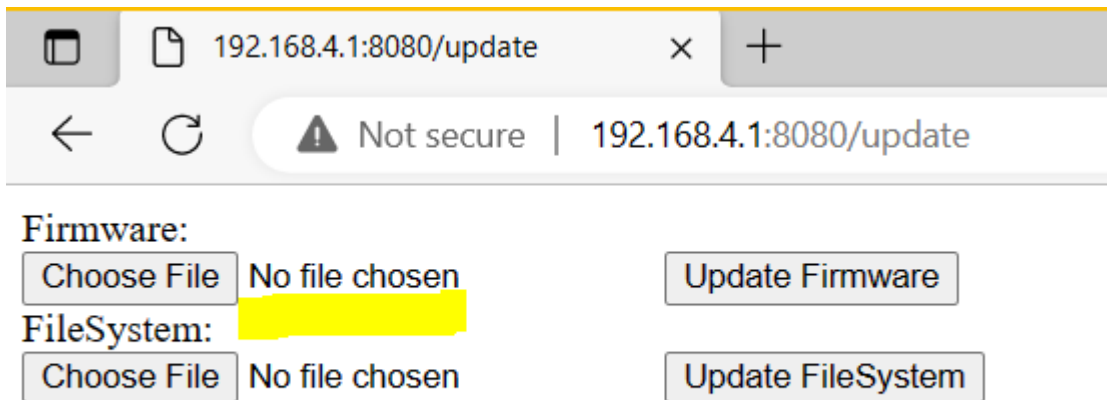 192.168.4.1:8080/update
Not secure | 192.168.4.1:8080/update
Firmware:
Choose File No file chosen Update Firmware
FileSystem:
Choose File No file chosen Update FileSystem